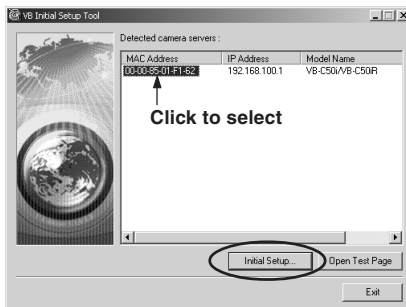 VB Initial Setup Tool
Detected camera servers :
MAC Address IP Address Model Name
00-00-85-01-F1-62 192.168.100.1 VB-C50i/VB-C50iR
Click to select
Initial Setup... Open Test Page
Exit